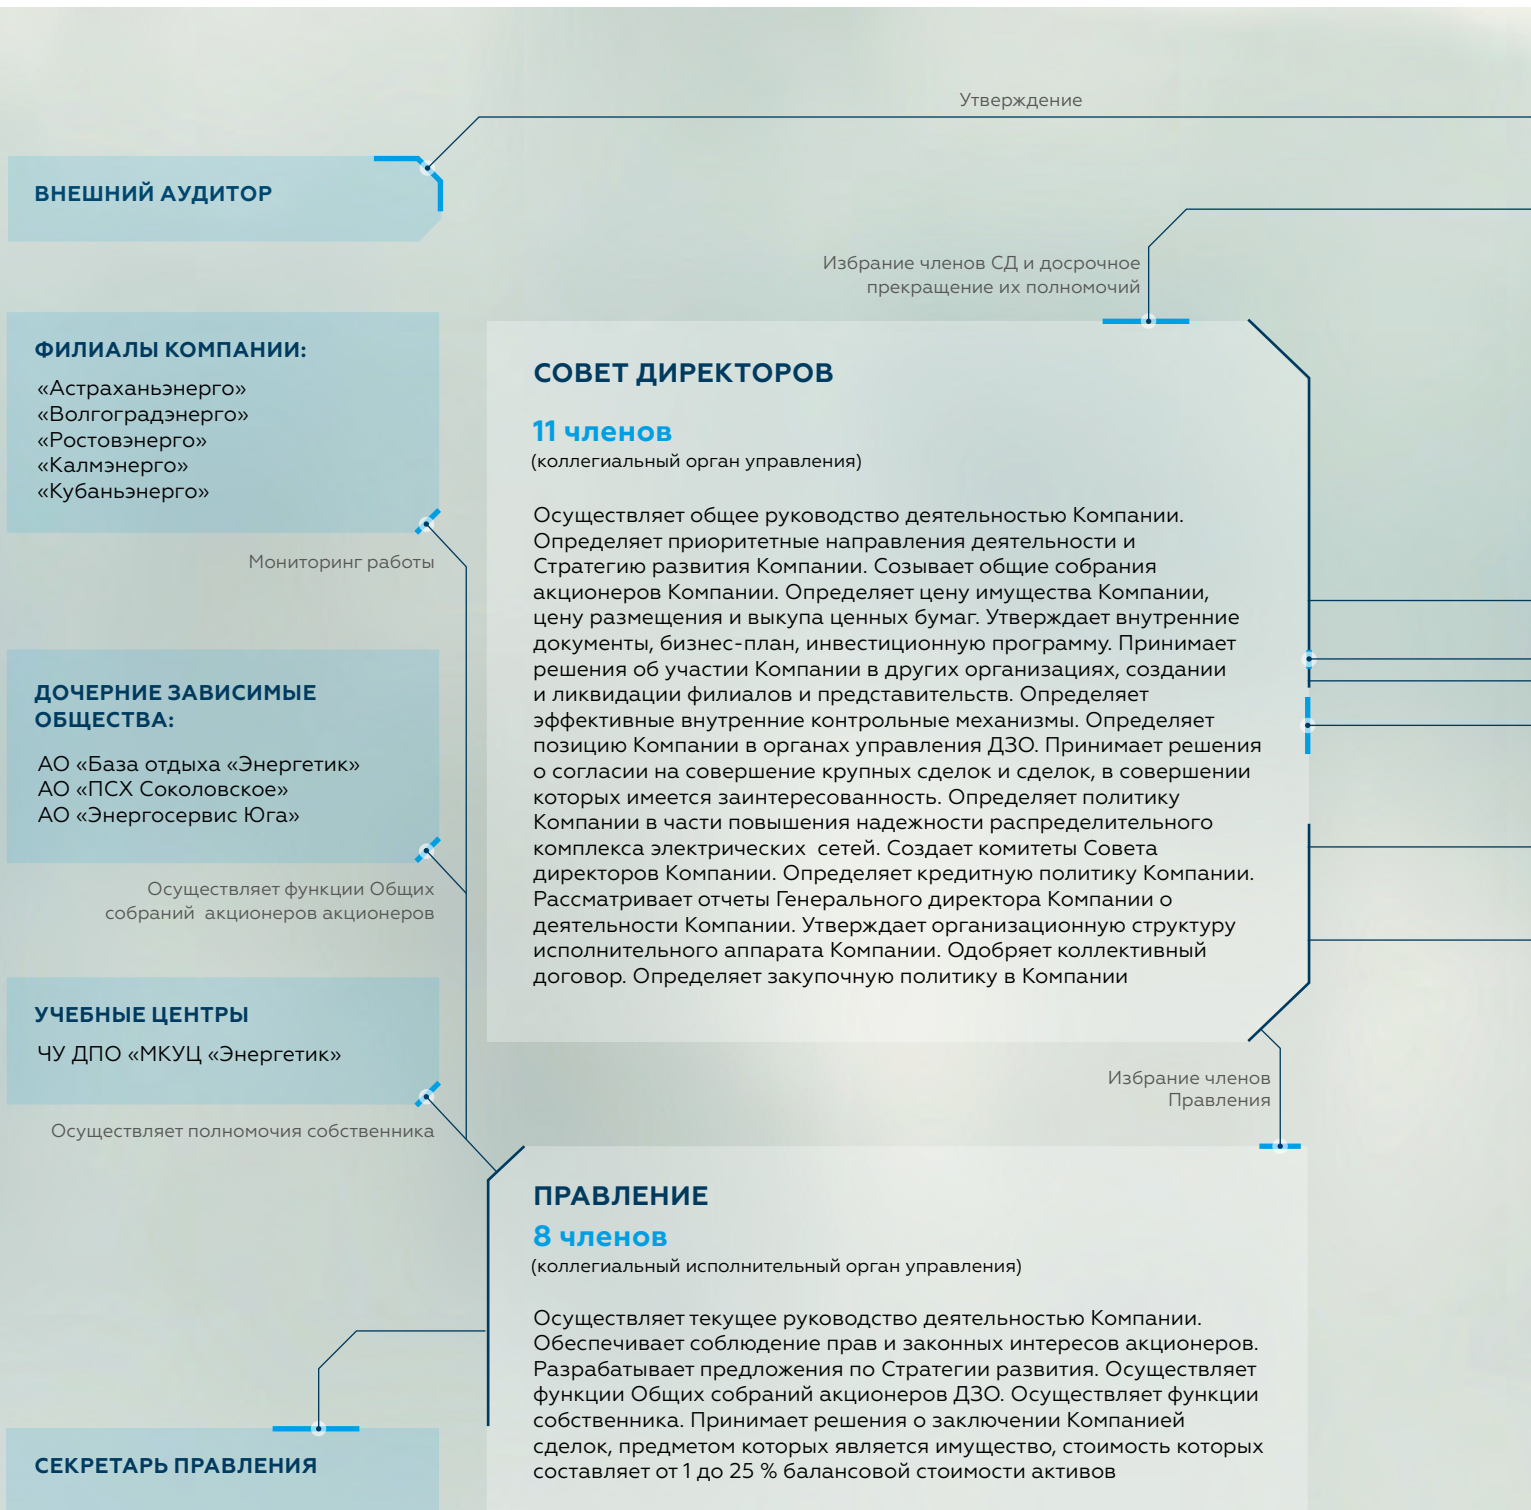 Утверждение
ВНЕШНИЙ АУДИТОР
Избрание членов СД и досрочное
прекращение их полномочий
ФИЛИАЛЫ КОМПАНИИ:
«Астраханьэнерго»
«Волгоградэнерго»
«Ростовэнерго»
«Калмэнерго»
«Кубаньэнерго»
Мониторинг работы
ДОЧЕРНИЕ ЗАВИСИМЫЕ
ОБЩЕСТВА:
АО «База отдыха «Энергетик»
АО «ПСХ Соколовское»
АО «Энергосервис Юга»
Осуществляет функции Общих
собраний акционеров акционеров
УЧЕБНЫЕ ЦЕНТРЫ
ЧУ ДПО «МКУЦ «Энергетик»
Осуществляет полномочия собственника
СОВЕТ ДИРЕКТОРОВ
11 членов
(коллегиальный орган управления)
Осуществляет общее руководство деятельностью Компании.
Определяет приоритетные направления деятельности и
Стратегию развития Компании. Созывает общие собрания
акционеров Компании. Определяет цену имущества Компании,
цену размещения и выкупа ценных бумаг. Утверждает внутренние
документы, бизнес-план, инвестиционную программу. Принимает
решения об участии Компании в других организациях, создании
и ликвидации филиалов и представительств. Определяет
эффективные внутренние контрольные механизмы. Определяет
позицию Компании в органах управления ДЗО. Принимает решения
о согласии на совершение крупных сделок и сделок, в совершении
которых имеется заинтересованность. Определяет политику
Компании в части повышения надежности распределительного
комплекса электрических сетей. Создает комитеты Совета
директоров Компании. Определяет кредитную политику Компании.
Рассматривает отчеты Генерального директора Компании о
деятельности Компании. Утверждает организационную структуру
исполнительного аппарата Компании. Одобряет коллективный
договор. Определяет закупочную политику в Компании
Избрание членов
Правления
ПРАВЛЕНИЕ
8 членов
(коллегиальный исполнительный орган управления)
Осуществляет текущее руководство деятельностью Компании.
Обеспечивает соблюдение прав и законных интересов акционеров.
Разрабатывает предложения по Стратегии развития. Осуществляет
функции Общих собраний акционеров ДЗО. Осуществляет функции
собственника. Принимает решения о заключении Компанией
сделок, предметом которых является имущество, стоимость которых
составляет от 1 до 25 % балансовой стоимости активов
СЕКРЕТАРЬ ПРАВЛЕНИЯ